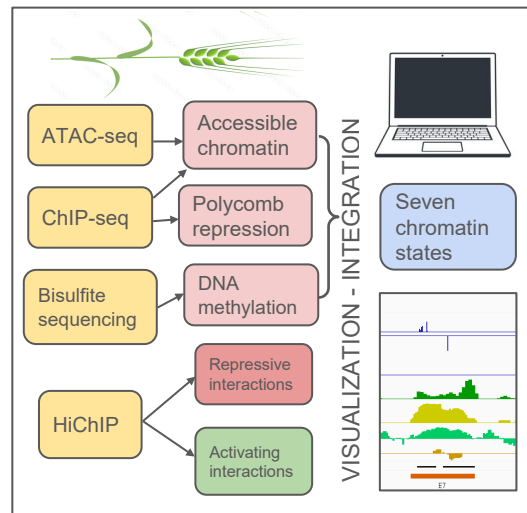 ATAC-seq
Accessible
chromatin
ChIP-seq
Polycomb
repression
Bisulfite
sequencing
DNA
methylation
HiChIP
Repressive
interactions
Activating
interactions
VISUALIZATION - INTEGRATION
Seven
chromatin
states
E7